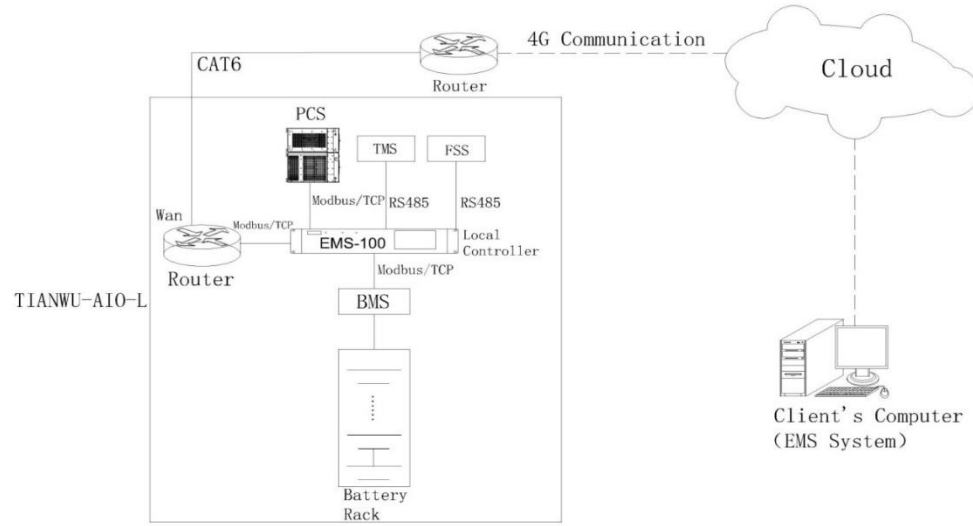 4G Communication
CAT6
Cloud
Router
PCS
TMS
FSS
Modbus/TCP
RS485
RS485
Wan
Modbus/TCP
EMS-100
Local
Controller
Router
Modbus/TCP
TIANWU-AIO-L
BMS
Client's Computer
(EMS System)
Battery
Rack